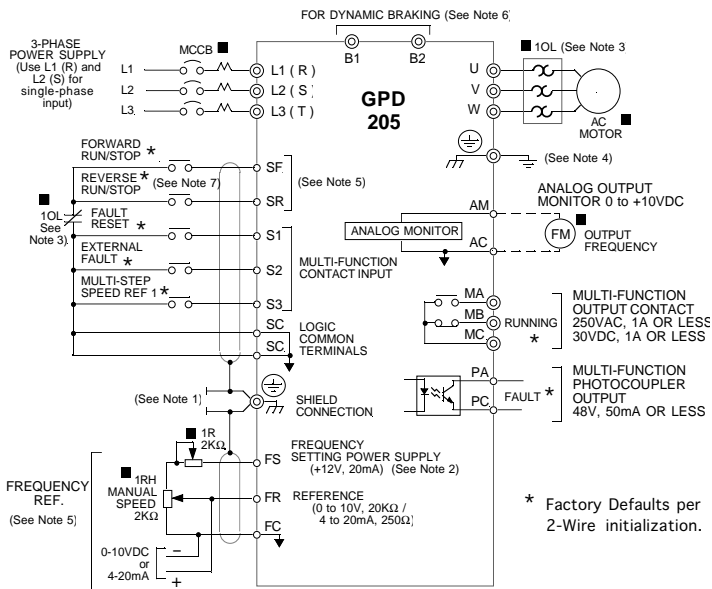 FOR DYNAMIC BRAKING (See Note 6)
B1
B2
3-PHASE
POWER SUPPLY
(Use L1 (R) and
L2 (S) for
single-phase
input)
MCCB
L1
L2
L3
L1 ( R )
L2 ( S )
L3 ( T )
GPD
205
U
V
W
1OL (See Note 3
AC
MOTOR
(See Note 4)
FORWARD
RUN/STOP *
REVERSE *
RUN/STOP
(See Note 7)
1OL
See
Note 3)
FAULT
RESET *
EXTERNAL
FAULT *
MULTI-STEP
SPEED REF 1 *
SF
SR
S1
S2
S3
SC
SC
(See Note 5)
MULTI-FUNCTION
CONTACT INPUT
LOGIC
COMMON
TERMINALS
AM
AC
ANALOG MONITOR
ANALOG OUTPUT
MONITOR 0 to +10VDC
FM
OUTPUT
FREQUENCY
MA
MB
MC
RUNNING
*
MULTI-FUNCTION
OUTPUT CONTACT
250VAC, 1A OR LESS
30VDC, 1A OR LESS
PA
PC
FAULT *
MULTI-FUNCTION
PHOTOCOUPLER
OUTPUT
48V, 50mA OR LESS
(See Note 1)
SHIELD
CONNECTION
1R
2KΩ
FS
FREQUENCY
SETTING POWER SUPPLY
(+12V, 20mA) (See Note 2)
FREQUENCY
REF.
(See Note 5)
1RH
MANUAL
SPEED
2KΩ
FR
REFERENCE
(0 to 10V, 20KΩ /
4 to 20mA, 250Ω)
FC
0-10VDC
or
4-20mA
−
+
* Factory Defaults per
2-Wire initialization.